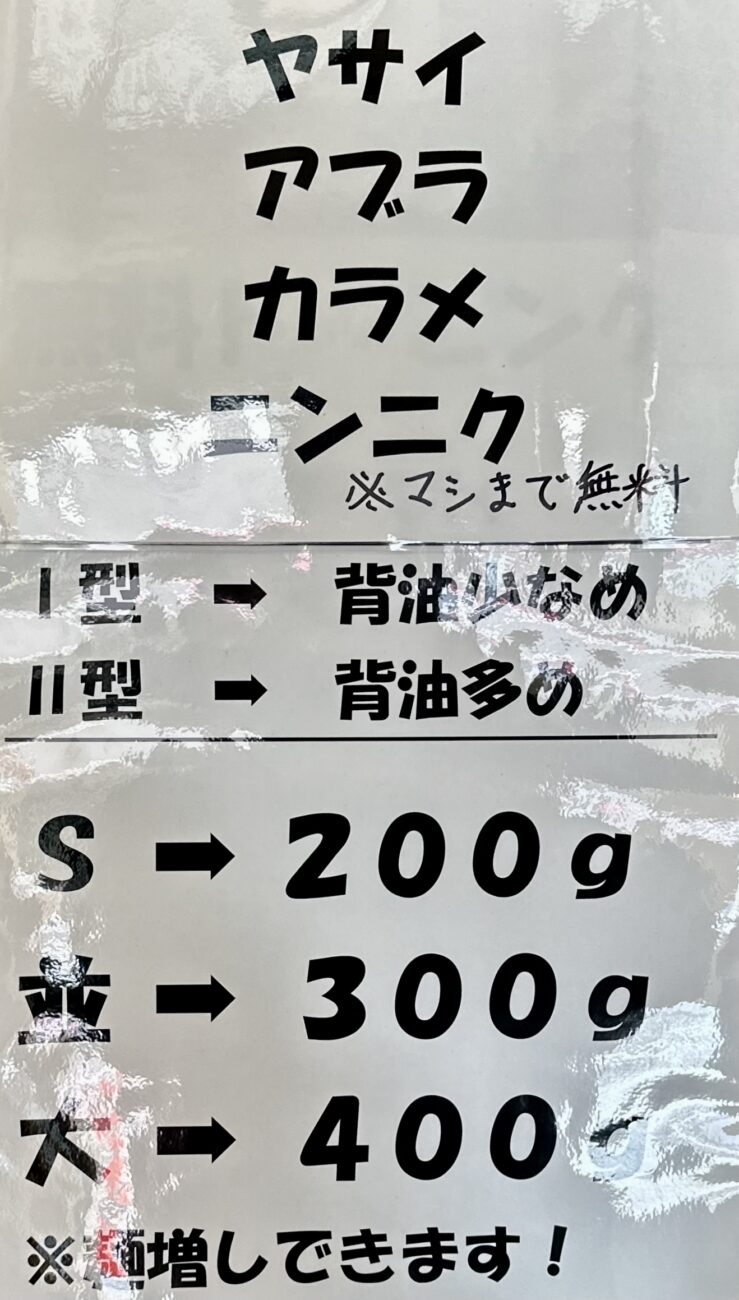 ヤサイ
アブラ
カラメ
ニンニク
※マシまで無料
Ⅰ型 ➡ 背油少なめ
Ⅱ型 ➡ 背油多め
S ➡ 200g
並 ➡ 300g
大 ➡ 400g
※麺増しできます!